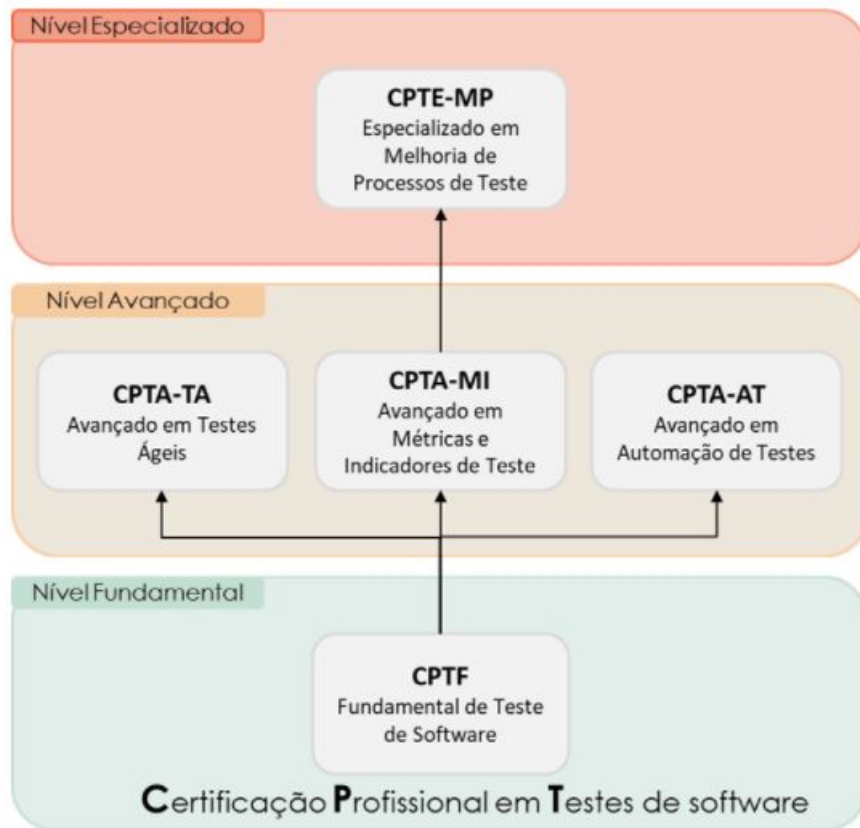 Nível Especializado
CPTE-MP
Especializado em
Melhoria de
Processos de Teste
Nível Avançado
CPTA-TA
Avançado em Testes
Ágeis
CPTA-MI
Avançado em
Métricas e
Indicadores de Teste
CPTA-AT
Avançado em
Automação de Testes
Nível Fundamental
CPTF
Fundamental de Teste
de Software
Certificação Profissional em Testes de software